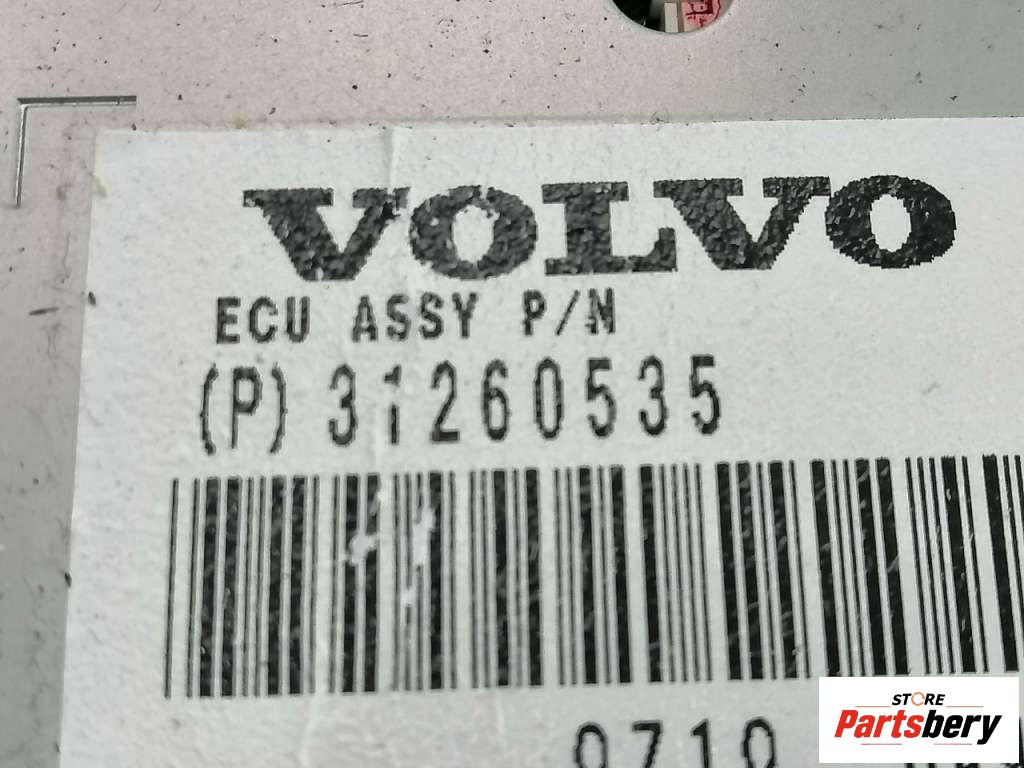 VOLVO
ECU ASSY P/N
(P) 31260535
STORE
Partsbery